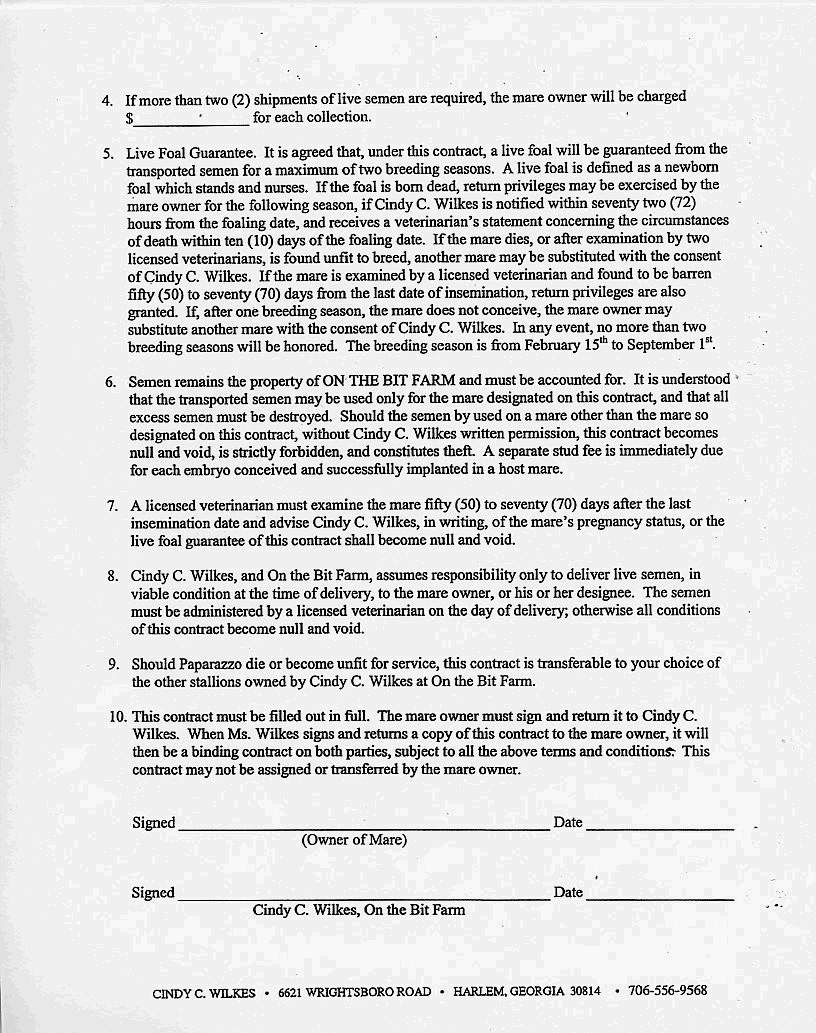 4. If more than two (2) shipments of live semen are required, the mare owner will be charged
$____________ for each collection.
5. Live Foal Guarantee. It is agreed that, under this contract, a live foal will be guaranteed from the
transported semen for a maximum of two breeding seasons. A live foal is defined as a newborn
foal which stands and nurses. If the foal is born dead, return privileges may be exercised by the
mare owner for the following season, if Cindy C. Wilkes is notified within seventy two (72)
hours from the foaling date, and receives a veterinarian's statement concerning the circumstances
of death within ten (10) days of the foaling date. If the mare dies, or after examination by two
licensed veterinarians, is found unfit to breed, another mare may be substituted with the consent
of Cindy C. Wilkes. If the mare is examined by a licensed veterinarian and found to be barren
fifty (50) to seventy (70) days from the last date of insemination, return privileges are also
granted. If, after one breeding season, the mare does not conceive, the mare owner may
substitute another mare with the consent of Cindy C. Wilkes. In any event, no more than two
breeding seasons will be honored. The breeding season is from February 15th to September 1st.
6. Semen remains the property of ON THE BIT FARM and must be accounted for. It is understood
that the transported semen may be used only for the mare designated on this contract, and that all
excess semen must be destroyed. Should the semen by used on a mare other than the mare so
designated on this contract, without Cindy C. Wilkes written permission, this contract becomes
null and void, is strictly forbidden, and constitutes theft. A separate stud fee is immediately due
for each embryo conceived and successfully implanted in a host mare.
7. A licensed veterinarian must examine the mare fifty (50) to seventy (70) days after the last
insemination date and advise Cindy C. Wilkes, in writing, of the mare's pregnancy status, or the
live foal guarantee of this contract shall become null and void.
8. Cindy C. Wilkes, and On the Bit Farm, assumes responsibility only to deliver live semen, in
viable condition at the time of delivery, to the mare owner, or his or her designee. The semen
must be administered by a licensed veterinarian on the day of delivery; otherwise all conditions
of this contract become null and void.
9. Should Paparazzo die or become unfit for service, this contract is transferable to your choice of
the other stallions owned by Cindy C. Wilkes at On the Bit Farm.
10. This contract must be filled out in full. The mare owner must sign and return it to Cindy C.
Wilkes. When Ms. Wilkes signs and returns a copy of this contract to the mare owner, it will
then be a binding contract on both parties, subject to all the above terms and conditions. This
contract may not be assigned or transferred by the mare owner.
Signed ____________________ Date ____________
(Owner of Mare)
Signed ____________________ Date ____________
Cindy C. Wilkes, On the Bit Farm
CINDY C. WILKES • 6621 WRIGHTSBORO ROAD • HARLEM, GEORGIA 30814 • 706-556-9568